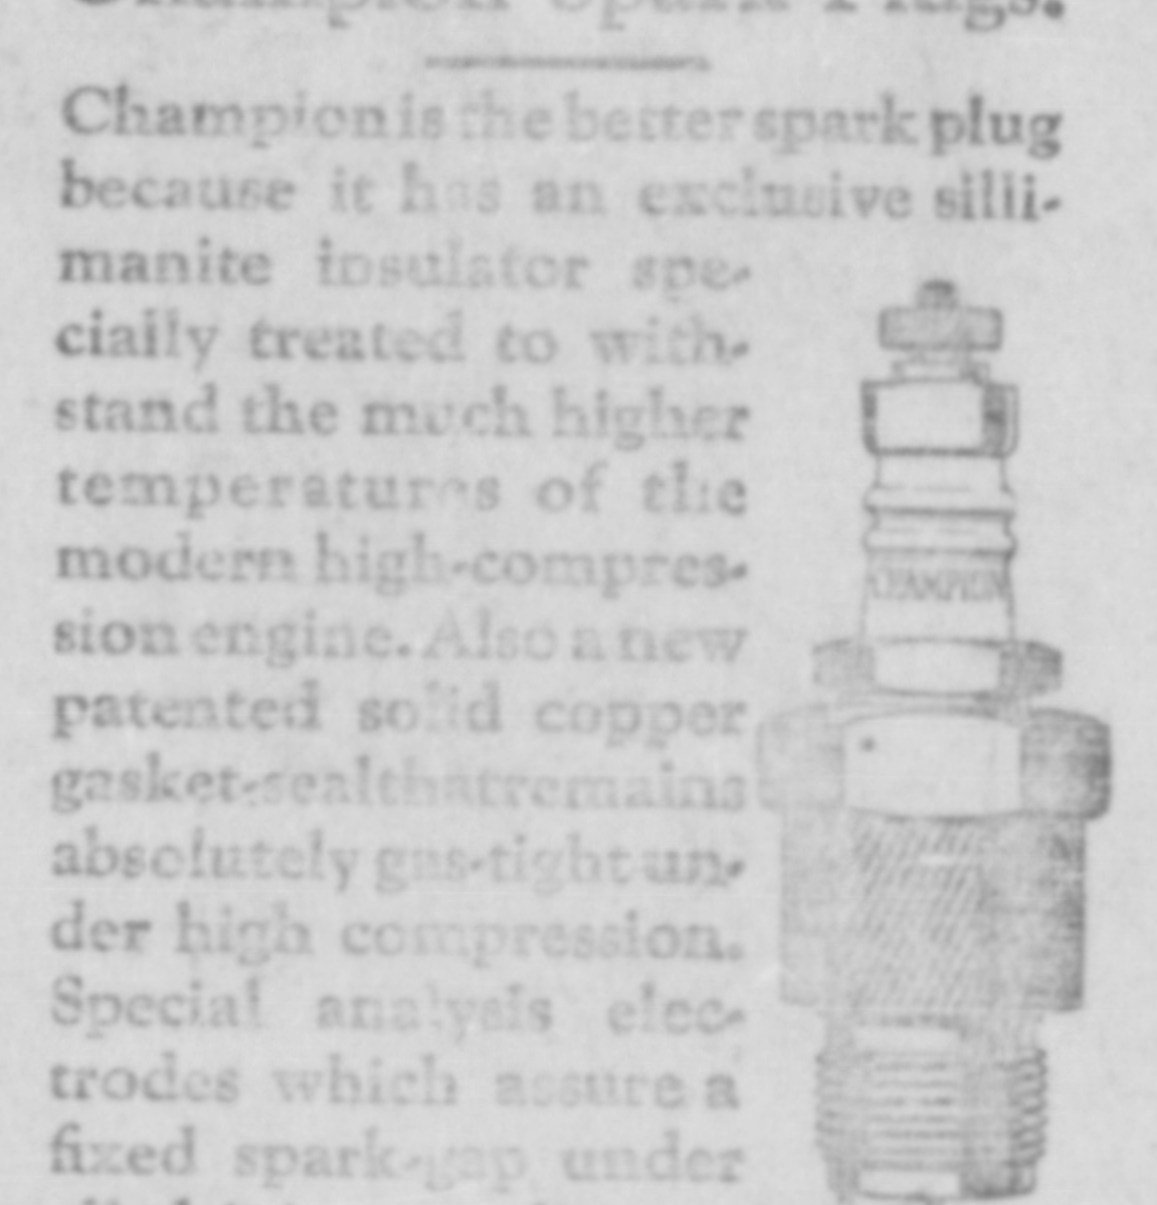 Champion Spark Plugs.
Champion is the better spark plug
because it has an exclusive silli-
manite insulator spe-
cially treated to with-
stand the much higher
temperatures of the
modern high-compres-
sion engine. Also a new
patented solid copper
gasket-seal that remains
absolutely gas-tight un-
der high compression.
Special analysis elec-
trodes which assure a
fixed spark-gap under
CHAMPION